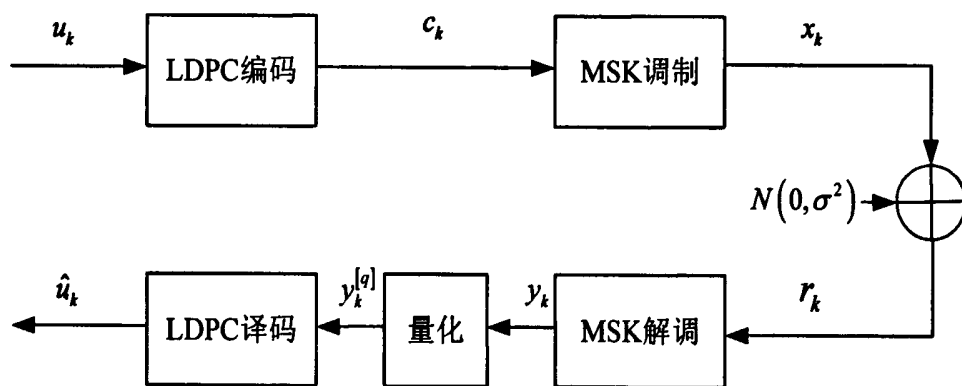 u_k
c_k
x_k
LDPC编码
MSK调制
N(0,σ²)
û_k
y_k^[q]
y_k
r_k
LDPC译码
量化
MSK解调